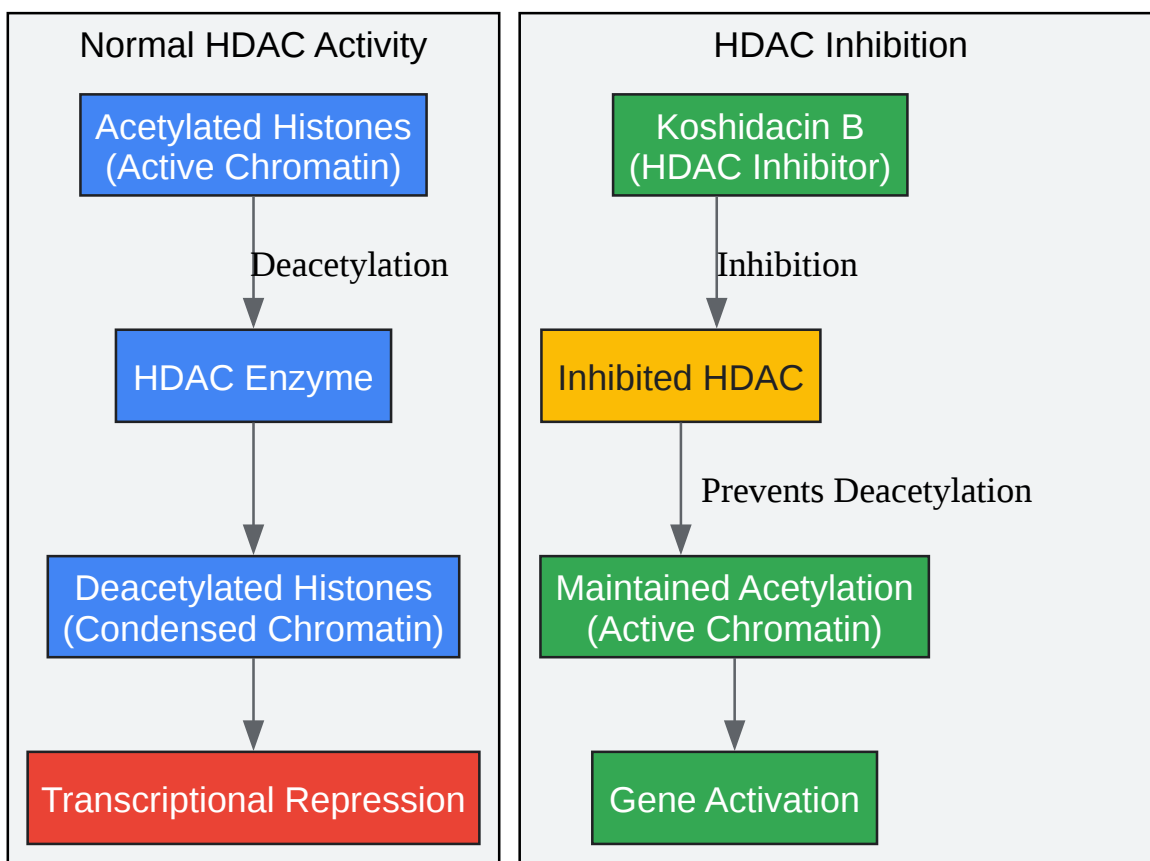 Normal HDAC Activity
Acetylated Histones
(Active Chromatin)
Deacetylation
HDAC Enzyme
Deacetylated Histones
(Condensed Chromatin)
Transcriptional Repression
HDAC Inhibition
Koshidacin B
(HDAC Inhibitor)
Inhibition
Inhibited HDAC
Prevents Deacetylation
Maintained Acetylation
(Active Chromatin)
Gene Activation